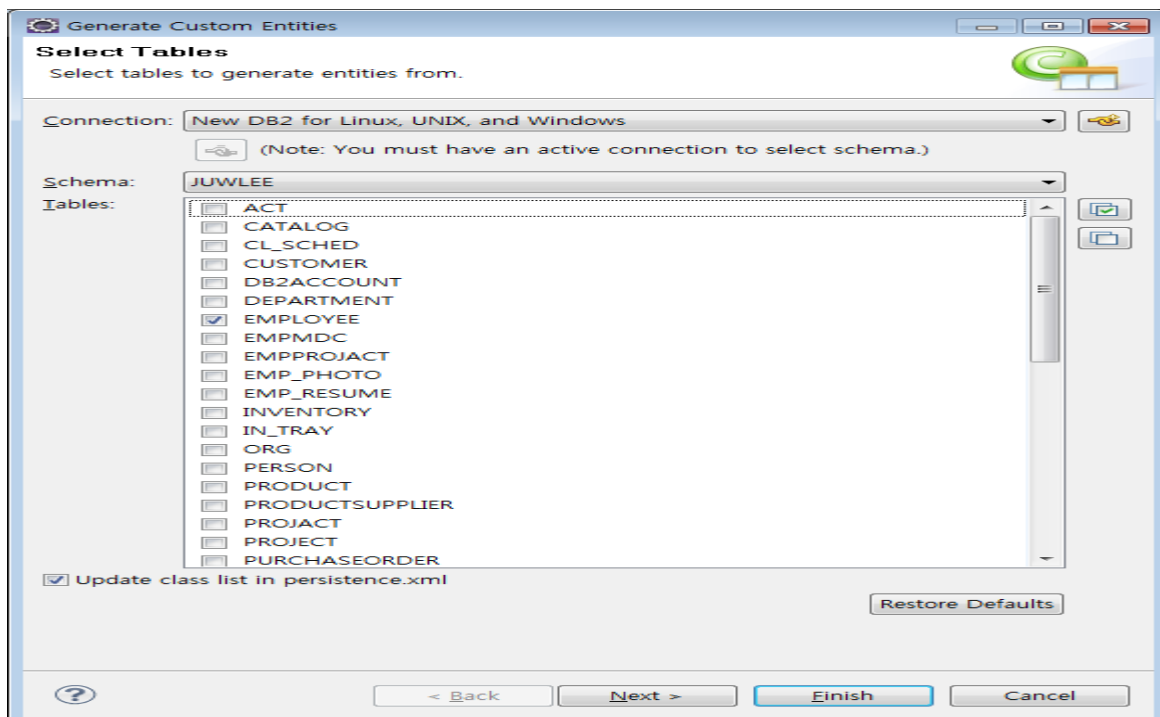 Generate Custom Entities
Select Tables
Select tables to generate entities from.
Connection: New DB2 for Linux, UNIX, and Windows
(Note: You must have an active connection to select schema.)
Schema: JUWLEE
Tables: ACT
CATALOG
CL_SCHED
CUSTOMER
DB2ACCOUNT
DEPARTMENT
EMPLOYEE
EMPMDC
EMPPROJACT
EMP_PHOTO
EMP_RESUME
INVENTORY
IN_TRAY
ORG
PERSON
PRODUCT
PRODUCTSUPPLIER
PROJACT
PROJECT
PURCHASEORDER
Update class list in persistence.xml
Restore Defaults
? < Back Next > Finish Cancel